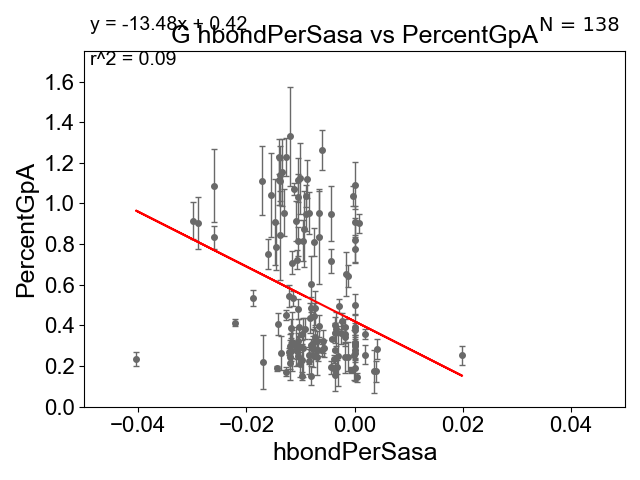 y = -13.48x + 0.42
N = 138
G hbondPerSasa vs PercentGpA
r^2 = 0.09
PercentGpA
1.6
1.4
1.2
1.0
0.8
0.6
0.4
0.2
0.0
−0.04 −0.02 0.00 0.02 0.04
hbondPerSasa